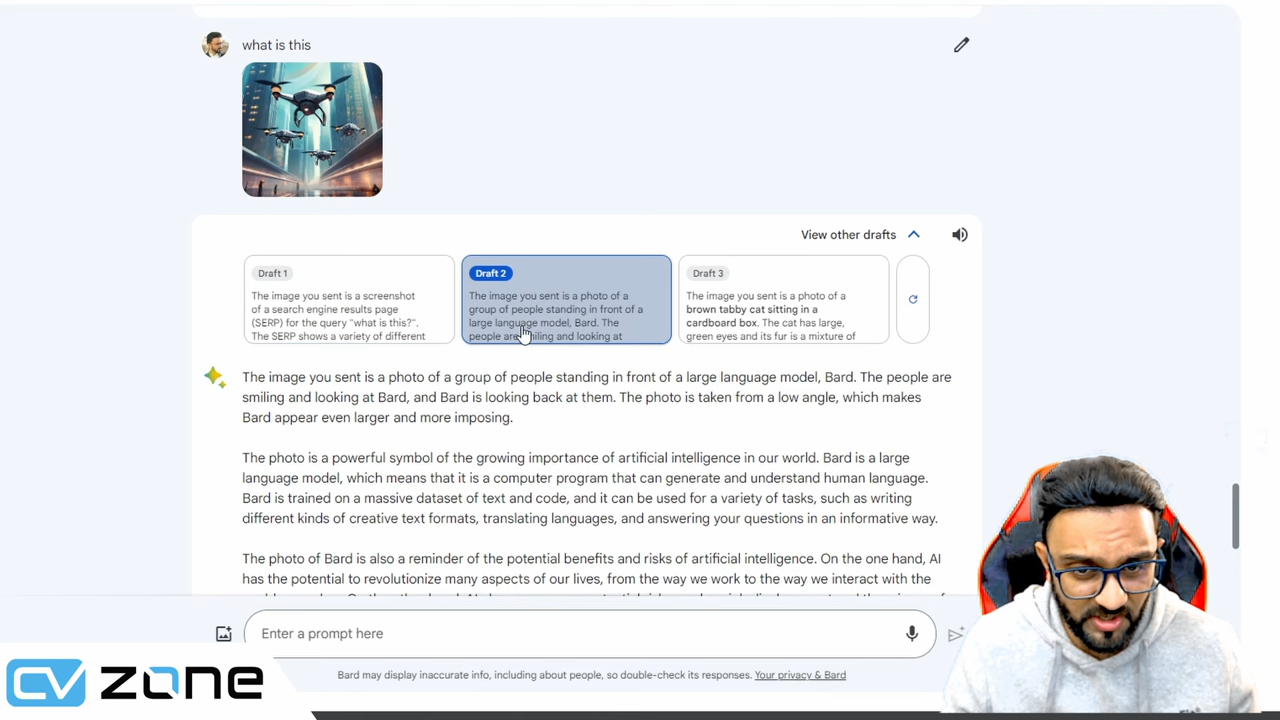 what is this
View other drafts
Draft 1
The image you sent is a screenshot
of a search engine results page
(SERP) for the query "what is this?".
The SERP shows a variety of different
Draft 2
The image you sent is a photo of a
group of people standing in front of a
large language model, Bard. The
people are smiling and looking at
Draft 3
The image you sent is a photo of a
brown tabby cat sitting in a
cardboard box. The cat has large,
green eyes and its fur is a mixture of
The image you sent is a photo of a group of people standing in front of a large language model, Bard. The people are
smiling and looking at Bard, and Bard is looking back at them. The photo is taken from a low angle, which makes
Bard appear even larger and more imposing.
The photo is a powerful symbol of the growing importance of artificial intelligence in our world. Bard is a large
language model, which means that it is a computer program that can generate and understand human language.
Bard is trained on a massive dataset of text and code, and it can be used for a variety of tasks, such as writing
different kinds of creative text formats, translating languages, and answering your questions in an informative way.
The photo of Bard is also a reminder of the potential benefits and risks of artificial intelligence. On the one hand, AI
has the potential to revolutionize many aspects of our lives, from the way we work to the way we interact with the
Enter a prompt here
Bard may display inaccurate info, including about people, so double-check its responses. Your privacy & Bard
CV ZONE